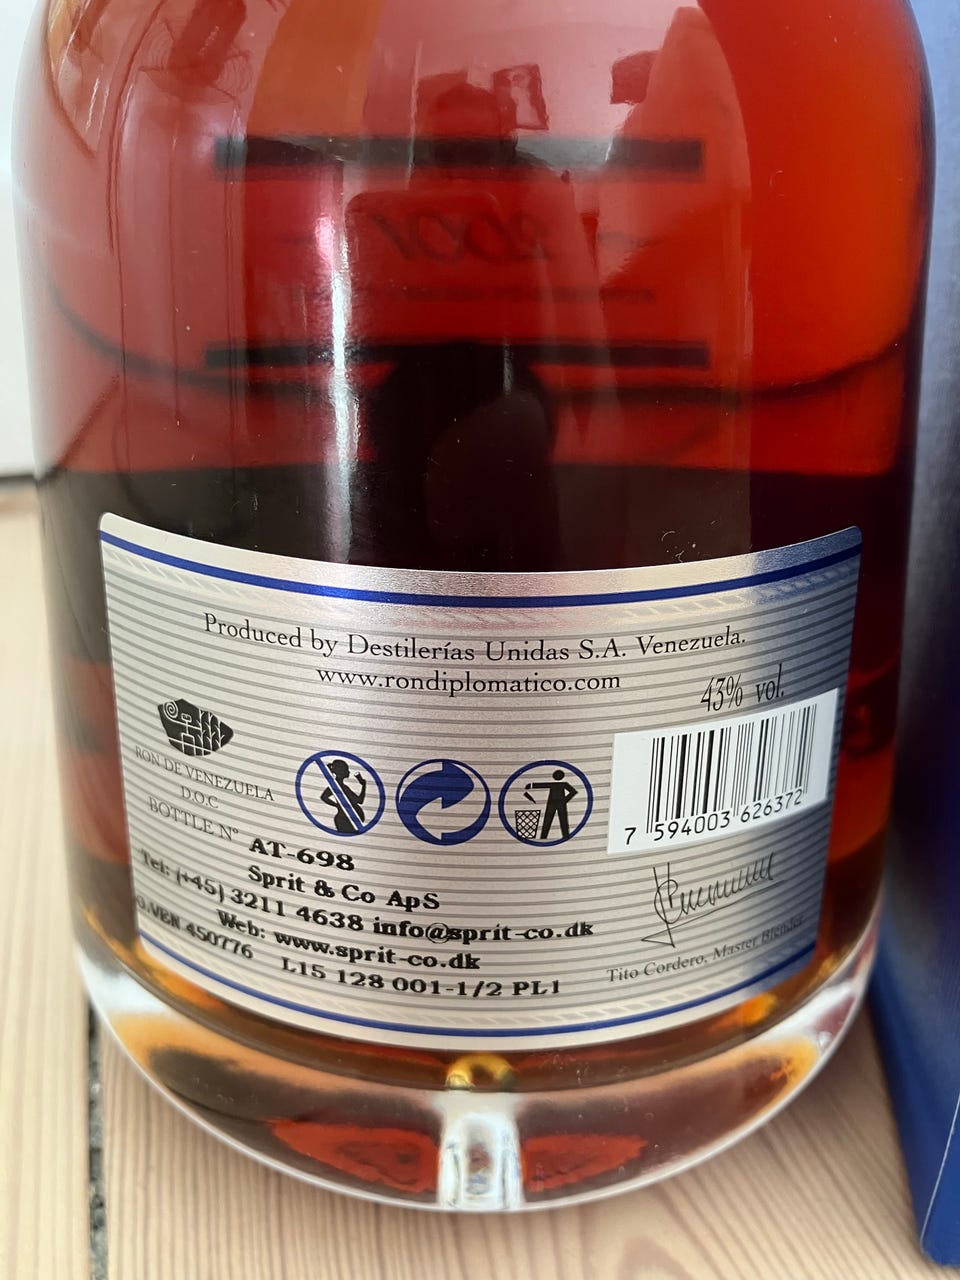 Produced by Destilerías Unidas S.A. Venezuela.
www.rondiplomatico.com
43% vol.
RON DE VENEZUELA
D.O.C
BOTTLE Nº AT-698
7 594003 626372
Sprit & Co ApS
Tel: (+45) 3211 4638 info@sprit-co.dk
Web: www.sprit-co.dk
.VEN 450776 L15 128 001-1/2 PL1
Tito Cordero, Master Blender